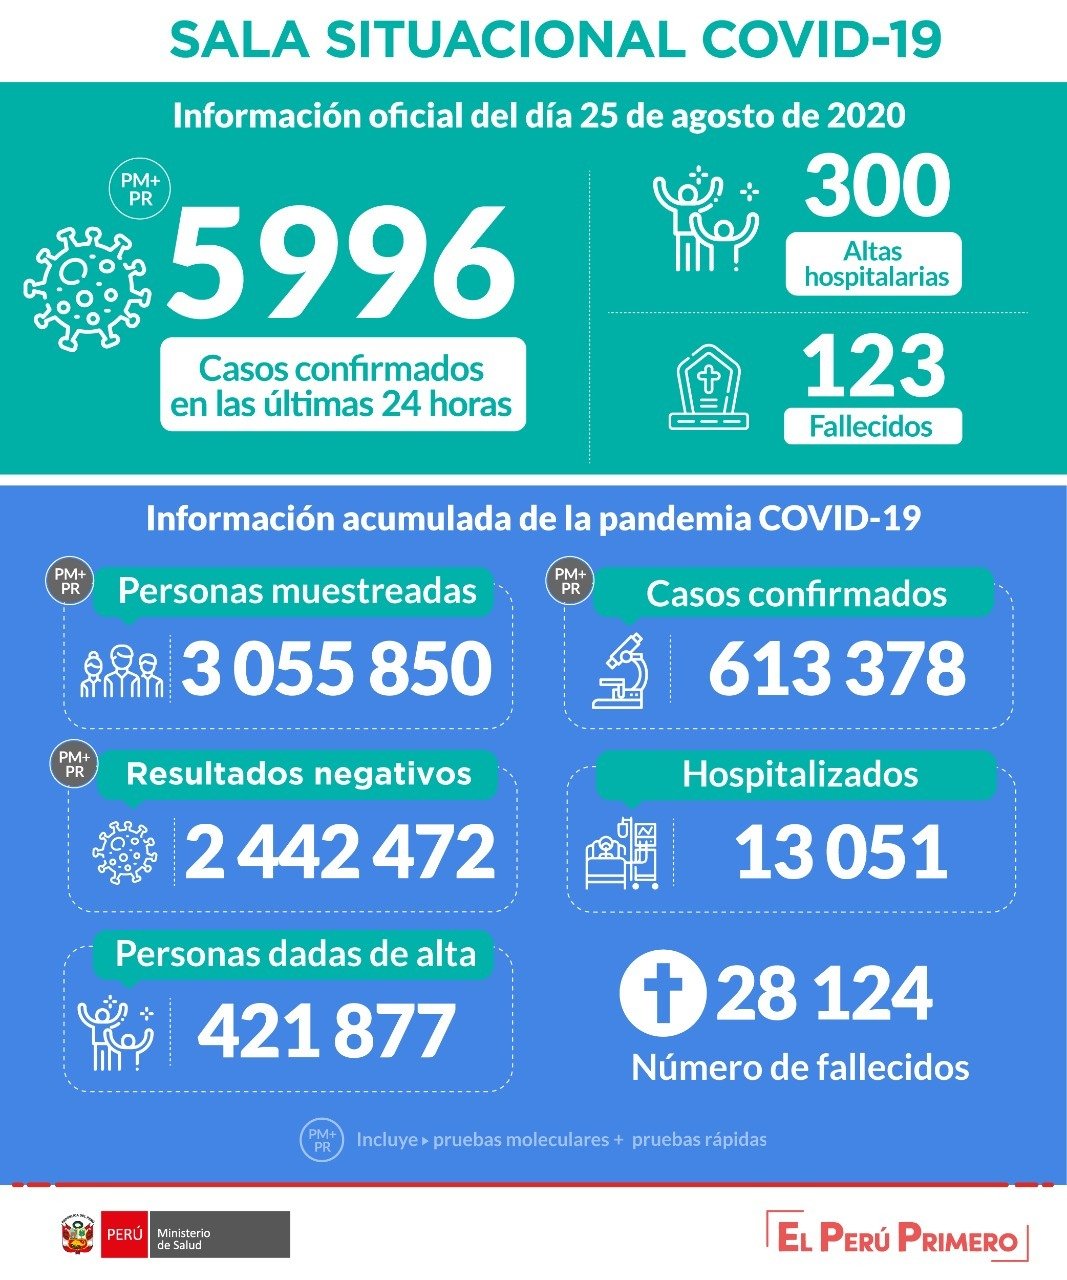 SALA SITUACIONAL COVID-19
Información oficial del día 25 de agosto de 2020
PM+
PR
5996
Casos confirmados
en las últimas 24 horas
300
Altas
hospitalarias
123
Fallecidos
Información acumulada de la pandemia COVID-19
PM+
PR
Personas muestreadas
3 055 850
PM+
PR
Casos confirmados
613 378
PM+
PR
Resultados negativos
2 442 472
Hospitalizados
13 051
Personas dadas de alta
421 877
28 124
Número de fallecidos
PM+
PR
Incluye ▸ pruebas moleculares + pruebas rápidas
PERÚ
Ministerio
de Salud
EL PERÚ PRIMERO